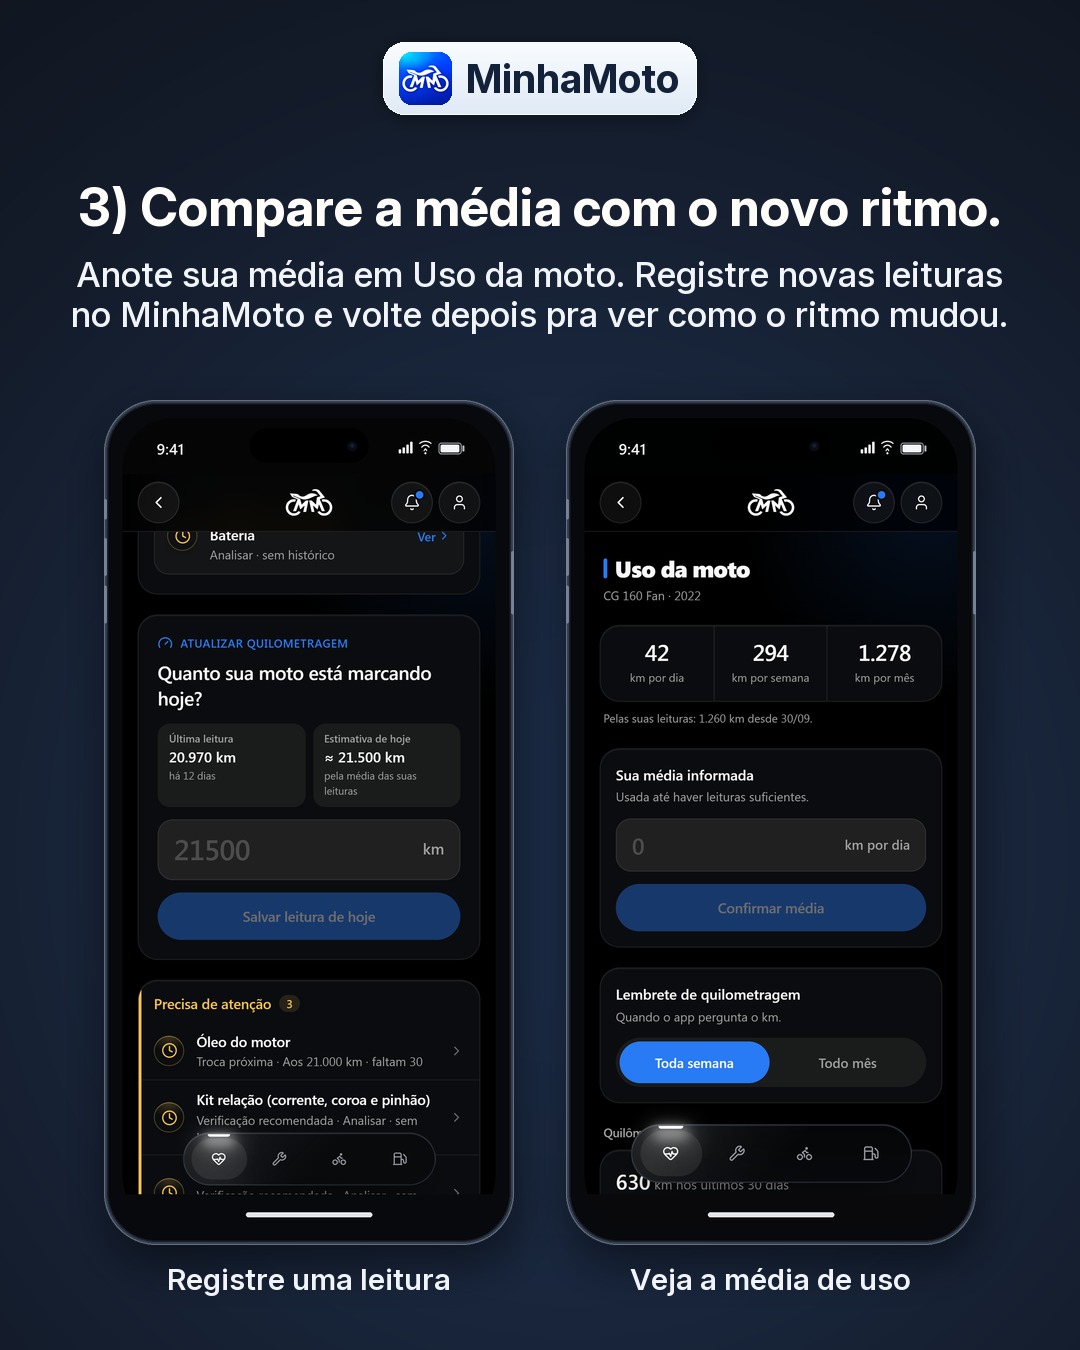 MinhaMoto
3) Compare a média com o novo ritmo.
Anote sua média em Uso da moto. Registre novas leituras
no MinhaMoto e volte depois pra ver como o ritmo mudou.
9:41
MM
Bateria
Ver
Analisar · sem histórico
ATUALIZAR QUILOMETRAGEM
Quanto sua moto está marcando
hoje?
Última leitura
20.970 km
há 12 dias
Estimativa de hoje
≈ 21.500 km
pela média das suas
leituras
21500
km
Salvar leitura de hoje
Precisa de atenção 3
Óleo do motor
Troca próxima · Aos 21.000 km · faltam 30
Kit relação (corrente, coroa e pinhão)
Verificação recomendada · Analisar · sem
Verificação recomendada · Analisar · sem
Registre uma leitura
9:41
MM
Uso da moto
CG 160 Fan · 2022
42
km por dia
294
km por semana
1.278
km por mês
Pelas suas leituras: 1.260 km desde 30/09.
Sua média informada
Usada até haver leituras suficientes.
0
km por dia
Confirmar média
Lembrete de quilometragem
Quando o app pergunta o km.
Toda semana
Todo mês
630 km nos últimos 30 dias
Veja a média de uso